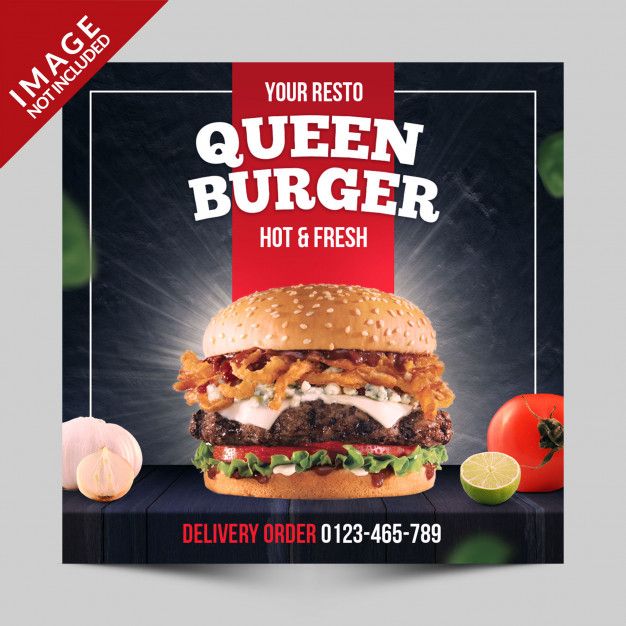 IMAGE
NOT INCLUDED
YOUR RESTO
QUEEN
BURGER
HOT & FRESH
DELIVERY ORDER 0123-465-789